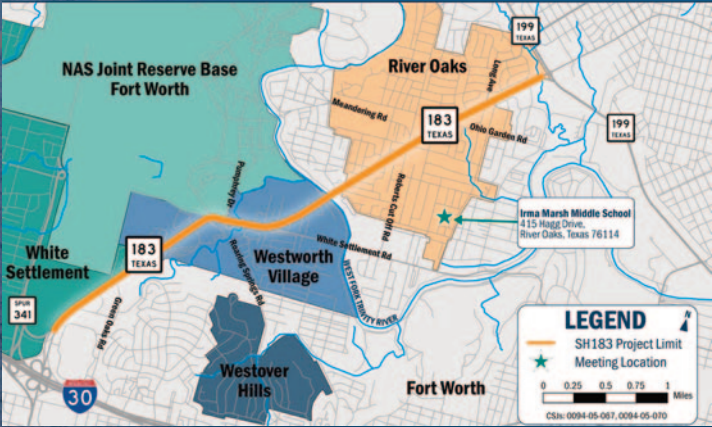 199
TEXAS
NAS Joint Reserve Base
Fort Worth
River Oaks
Long Ave
Meandering Rd
183
TEXAS
Ohio Garden Rd
199
TEXAS
Pumphrey Dr
Roberts Cut Off Rd
Irma Marsh Middle School
415 Hagg Drive,
River Oaks, Texas 76114
White
Settlement
183
TEXAS
Roaring Springs Rd
Westworth
Village
White Settlement Rd
WEST FORK TRINITY RIVER
SPUR
341
Green Oaks Rd
30
Westover
Hills
Fort Worth
LEGEND
N
SH183 Project Limit
Meeting Location
0 0.25 0.5 0.75 1
Miles
CSJs: 0094-05-067, 0094-05-070